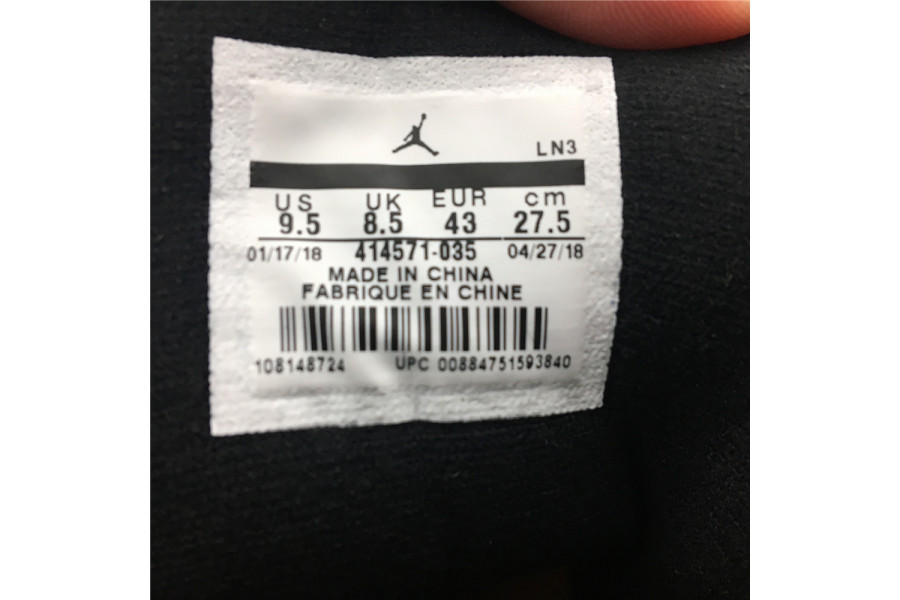 LN3
US UK EUR cm
9.5 8.5 43 27.5
01/17/18 414571-035 04/27/18
MADE IN CHINA
FABRIQUE EN CHINE
108148724 UPC 00884751593840